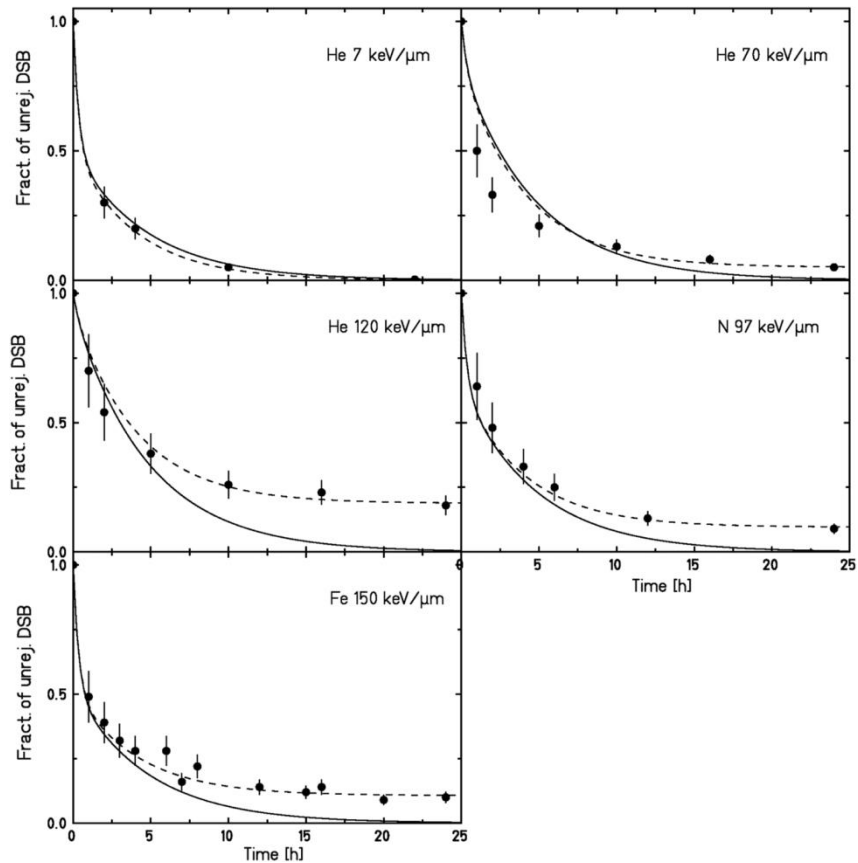 1.0
He 7 keV/μm
He 70 keV/μm
Fract. of unrej. DSB
0.5
0.0
1.0
He 120 keV/μm
N 97 keV/μm
Fract. of unrej. DSB
0.5
0.0
0 5 10 15 20 25
Time [h]
1.0
Fe 150 keV/μm
Fract. of unrej. DSB
0.5
0.0
0 5 10 15 20 25
Time [h]